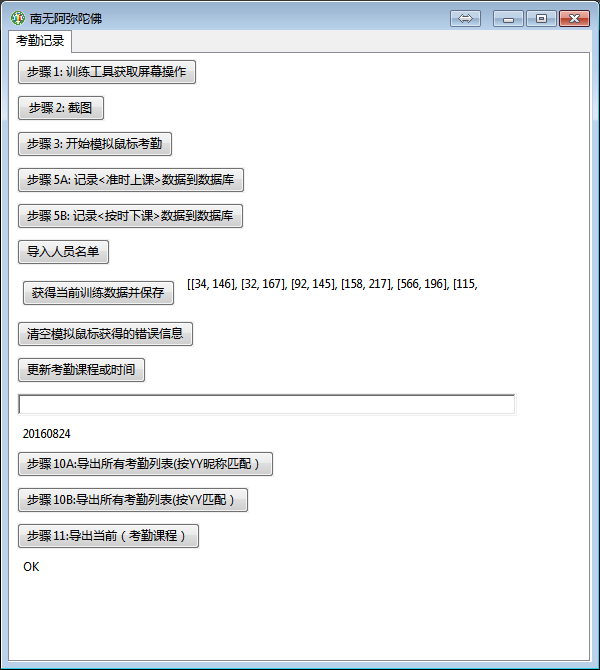 南无阿弥陀佛
考勤记录
步骤 1: 训练工具获取屏幕操作
步骤 2: 截图
步骤 3: 开始模拟鼠标考勤
步骤 5A: 记录<准时上课>数据到数据库
步骤 5B: 记录<按时下课>数据到数据库
导入人员名单
获得当前训练数据并保存 [[34, 146], [32, 167], [92, 145], [158, 217], [566, 196], [115,
清空模拟鼠标获得的错误信息
更新考勤课程或时间
20160824
步骤 10A:导出所有考勤列表(按YY昵称匹配）
步骤 10B:导出所有考勤列表(按YY匹配）
步骤 11:导出当前（考勤课程）
OK